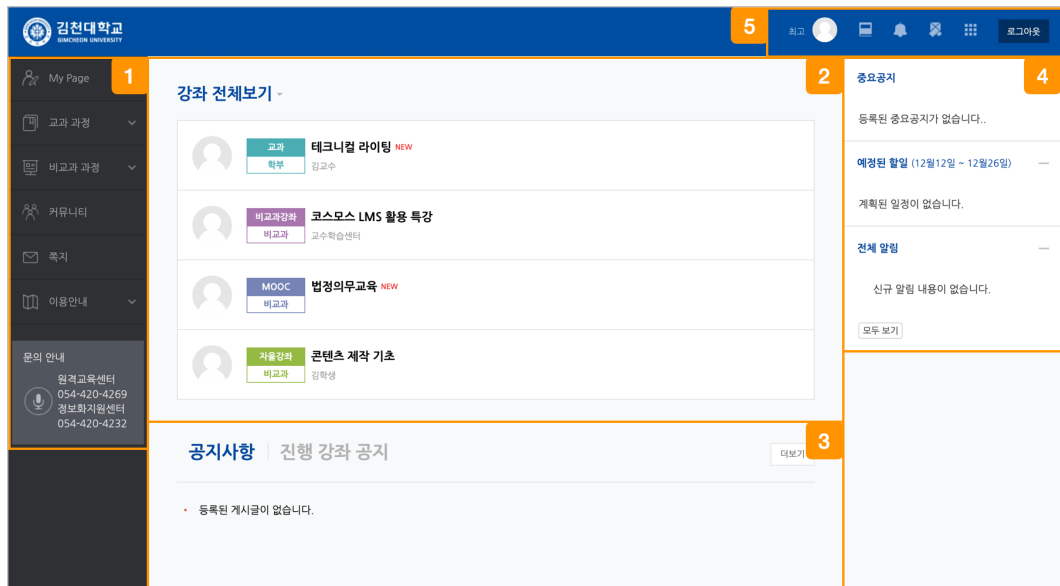 김천대학교
GIMCHEON UNIVERSITY
5
최고
로그아웃
My Page
1
교과 과정
비교과 과정
커뮤니티
쪽지
이용안내
문의 안내
원격교육센터
054-420-4269
정보화지원센터
054-420-4232
강좌 전체보기
2
교과
학부
테크니컬 라이팅 NEW
김교수
비교과강좌
비교과
코스모스 LMS 활용 특강
교수학습센터
MOOC
비교과
법정의무교육 NEW
자율강좌
비교과
콘텐츠 제작 기초
김학생
공지사항 | 진행 강좌 공지
더보기
3
등록된 게시글이 없습니다.
중요공지
4
등록된 중요공지가 없습니다..
예정된 할일 (12월12일 ~ 12월26일)
계획된 일정이 없습니다.
전체 알림
신규 알림 내용이 없습니다.
모두 보기